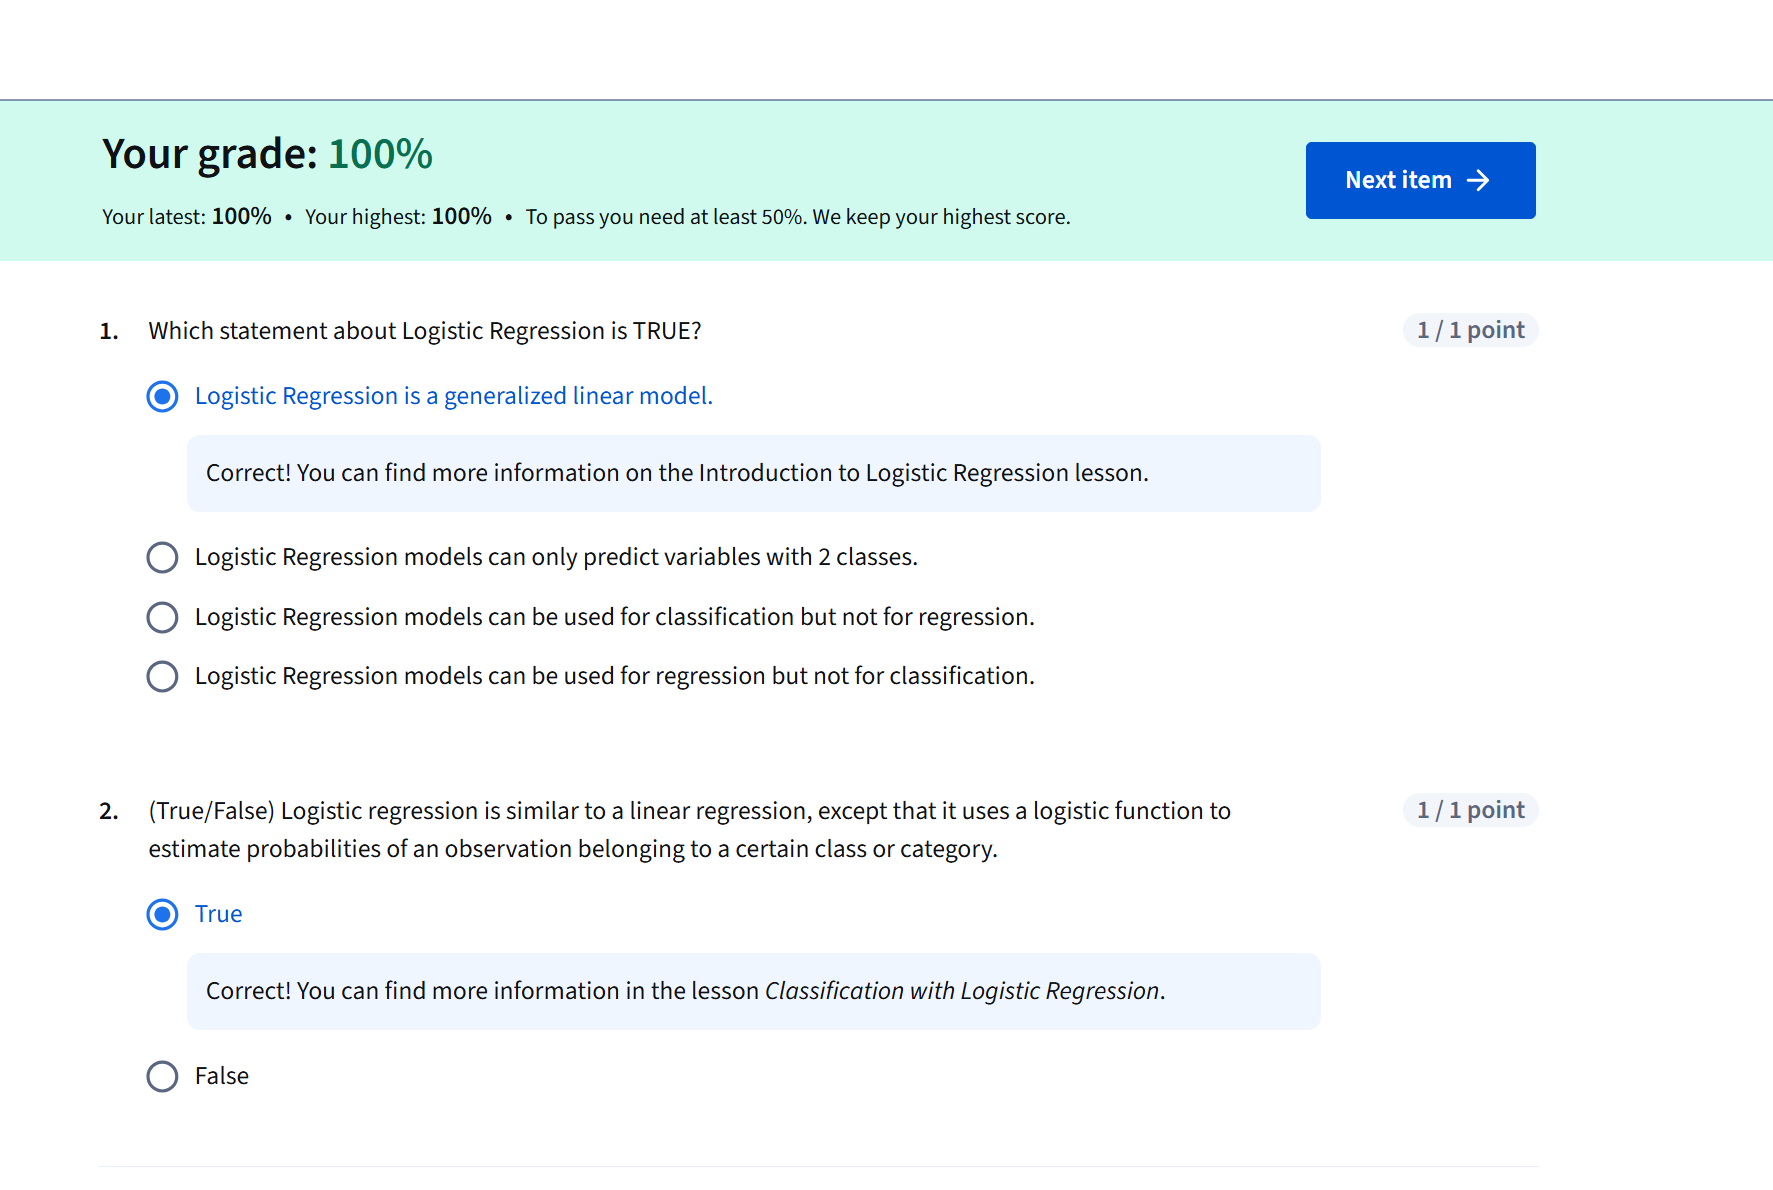 Your grade: 100%
Next item →
Your latest: 100% • Your highest: 100% • To pass you need at least 50%. We keep your highest score.
1. Which statement about Logistic Regression is TRUE?
1 / 1 point
Logistic Regression is a generalized linear model.
Correct! You can find more information on the Introduction to Logistic Regression lesson.
Logistic Regression models can only predict variables with 2 classes.
Logistic Regression models can be used for classification but not for regression.
Logistic Regression models can be used for regression but not for classification.
2. (True/False) Logistic regression is similar to a linear regression, except that it uses a logistic function to
1 / 1 point
estimate probabilities of an observation belonging to a certain class or category.
True
Correct! You can find more information in the lesson Classification with Logistic Regression.
False